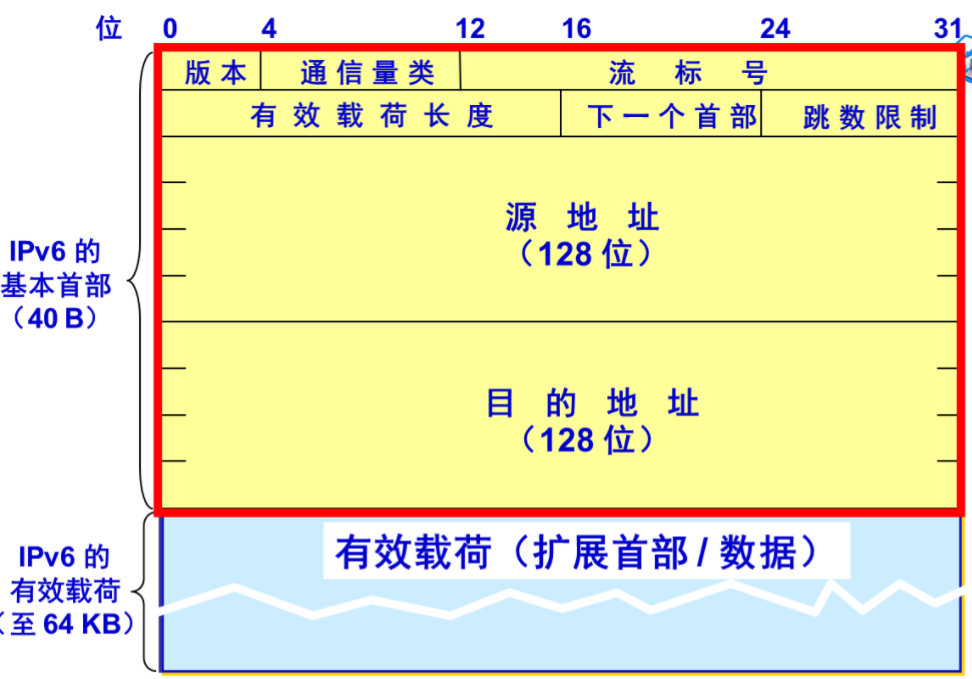 位 0 4 12 16 24 31
版本 通信量类 流标号
有效载荷长度 下一个首部 跳数限制
源地址
（128 位）
IPv6 的
基本首部
（40 B）
目的地址
（128 位）
有效载荷（扩展首部 / 数据）
IPv6 的
有效载荷
（至 64 KB）